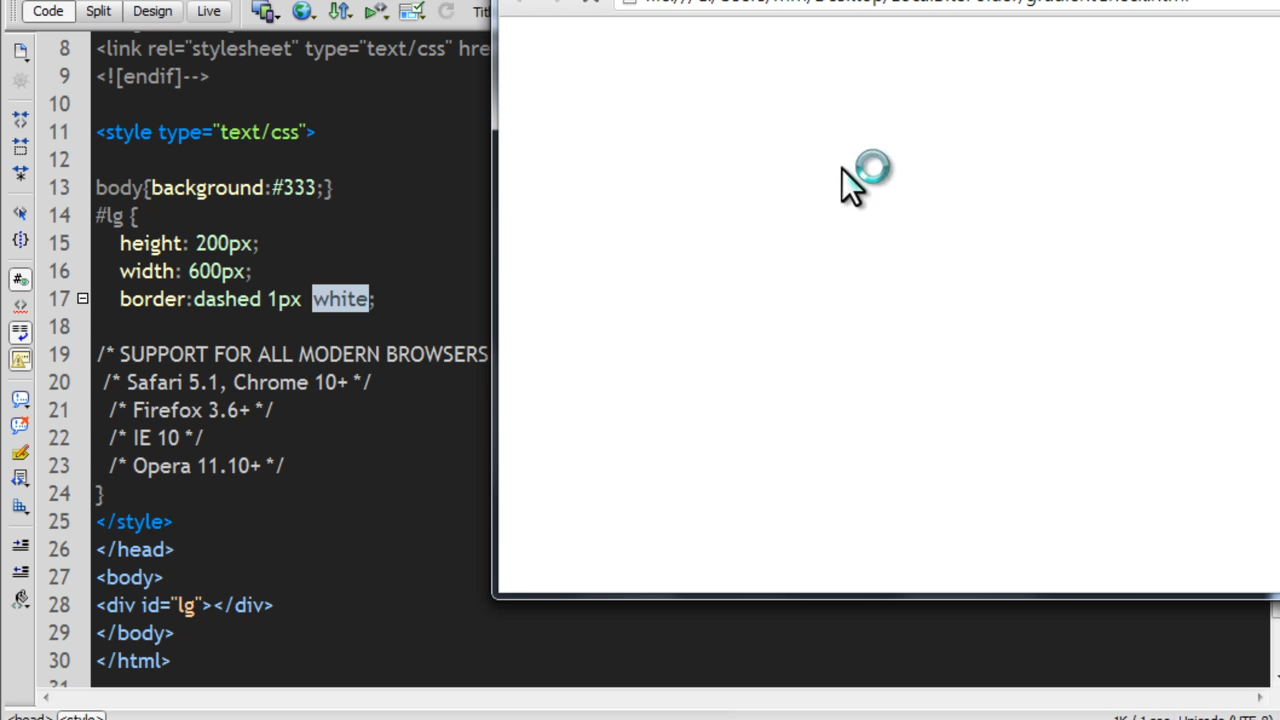 Code Split Design Live
8 <link rel="stylesheet" type="text/css" hre
9 <![endif]-->
10
11 <style type="text/css">
12
13 body{background:#333;}
14 #lg {
15 height: 200px;
16 width: 600px;
17 border:dashed 1px white;
18
19 /* SUPPORT FOR ALL MODERN BROWSERS
20 /* Safari 5.1, Chrome 10+ */
21 /* Firefox 3.6+ */
22 /* IE 10 */
23 /* Opera 11.10+ */
24 }
25 </style>
26 </head>
27 <body>
28 <div id="lg"></div>
29 </body>
30 </html>
<head> <style>